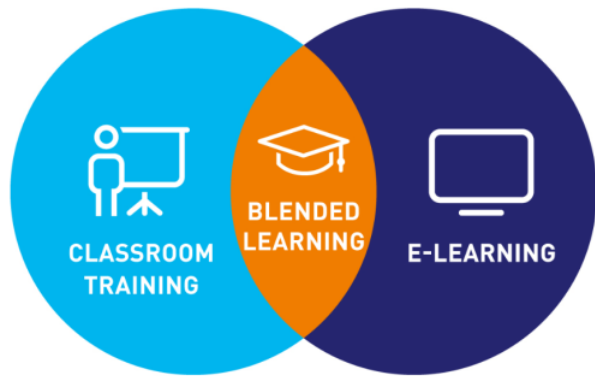 CLASSROOM
TRAINING
BLENDED
LEARNING
E-LEARNING